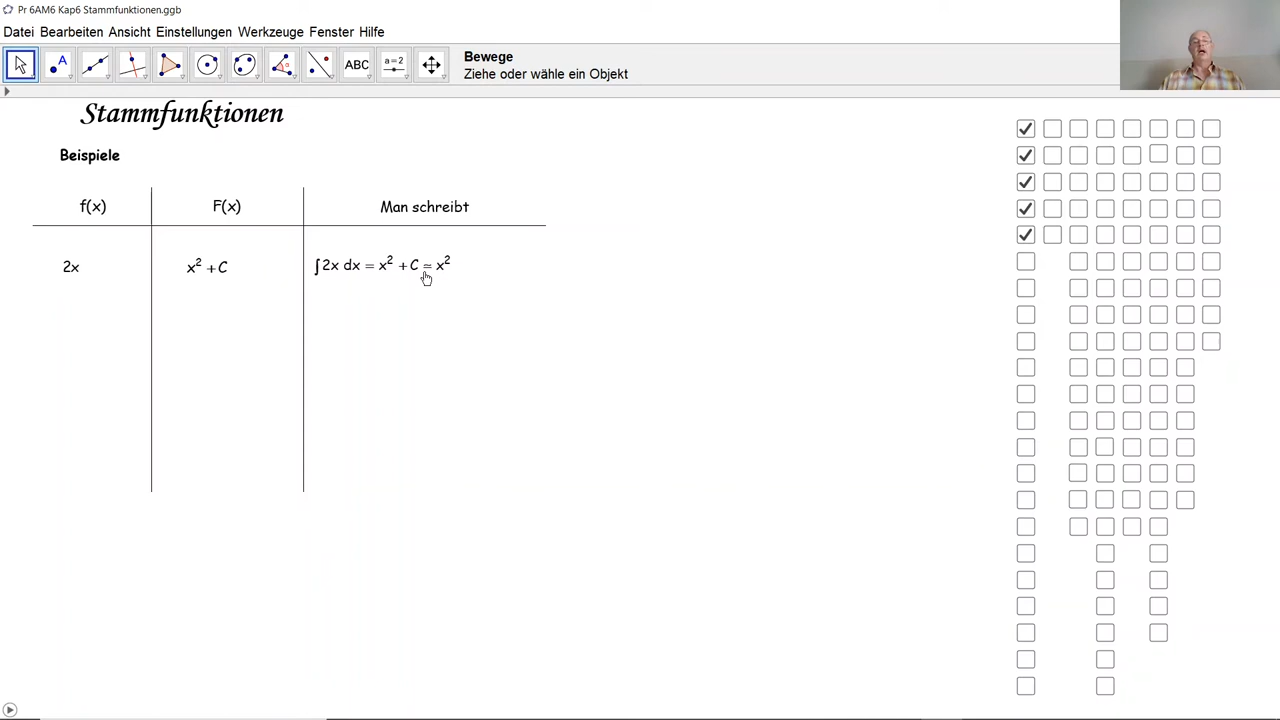 Pr 6AM6 Kap6 Stammfunktionen.ggb
Datei Bearbeiten Ansicht Einstellungen Werkzeuge Fenster Hilfe
A
ABC
a=2
Bewege
Ziehe oder wähle ein Objekt
Stammfunktionen
Beispiele
f(x) F(x) Man schreibt
2x x² + C ∫2x dx = x² + C ≃ x²